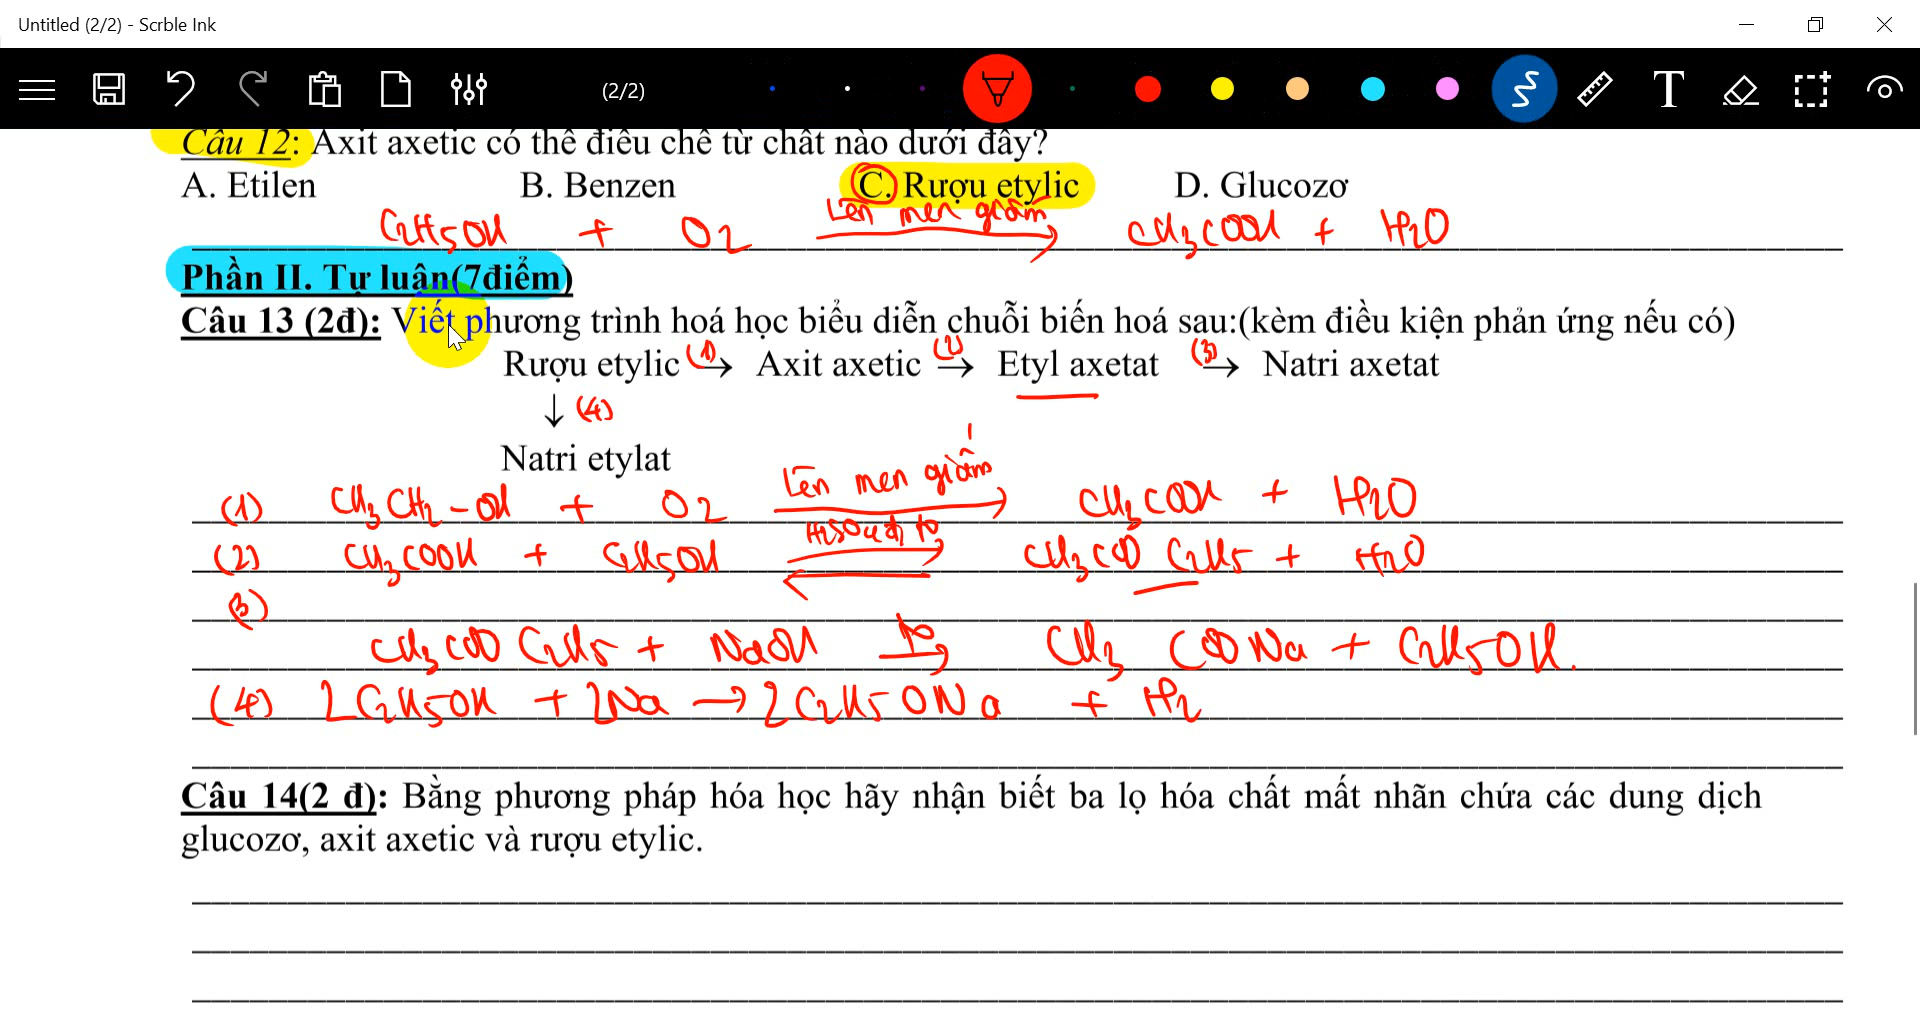 Untitled (2/2) - Scrble Ink
(2/2)
T
Câu 12: Axit axetic có thể điều chế từ chất nào dưới đây?
A. Etilen B. Benzen C. Rượu etylic D. Glucozơ
C2H5OH + O2 Lên men giấm CH3COOH + H2O
Phần II. Tự luận(7điểm)
Câu 13 (2đ): Viết phương trình hoá học biểu diễn chuỗi biến hoá sau:(kèm điều kiện phản ứng nếu có)
Rượu etylic (1) → Axit axetic (2) → Etyl axetat (3) → Natri axetat
↓ (4)
Natri etylat
(1) CH3CH2-OH + O2 Lên men giấm CH3COOH + H2O
(2) CH3COOH + C2H5OH H2SO4đ, to CH3COO C2H5 + H2O
(3)
CH3COO C2H5 + NaOH to → CH3 COONa + C2H5OH.
(4) 2C2H5OH + 2Na → 2C2H5ONa + H2
Câu 14(2 đ): Bằng phương pháp hóa học hãy nhận biết ba lọ hóa chất mất nhãn chứa các dung dịch
glucozơ, axit axetic và rượu etylic.